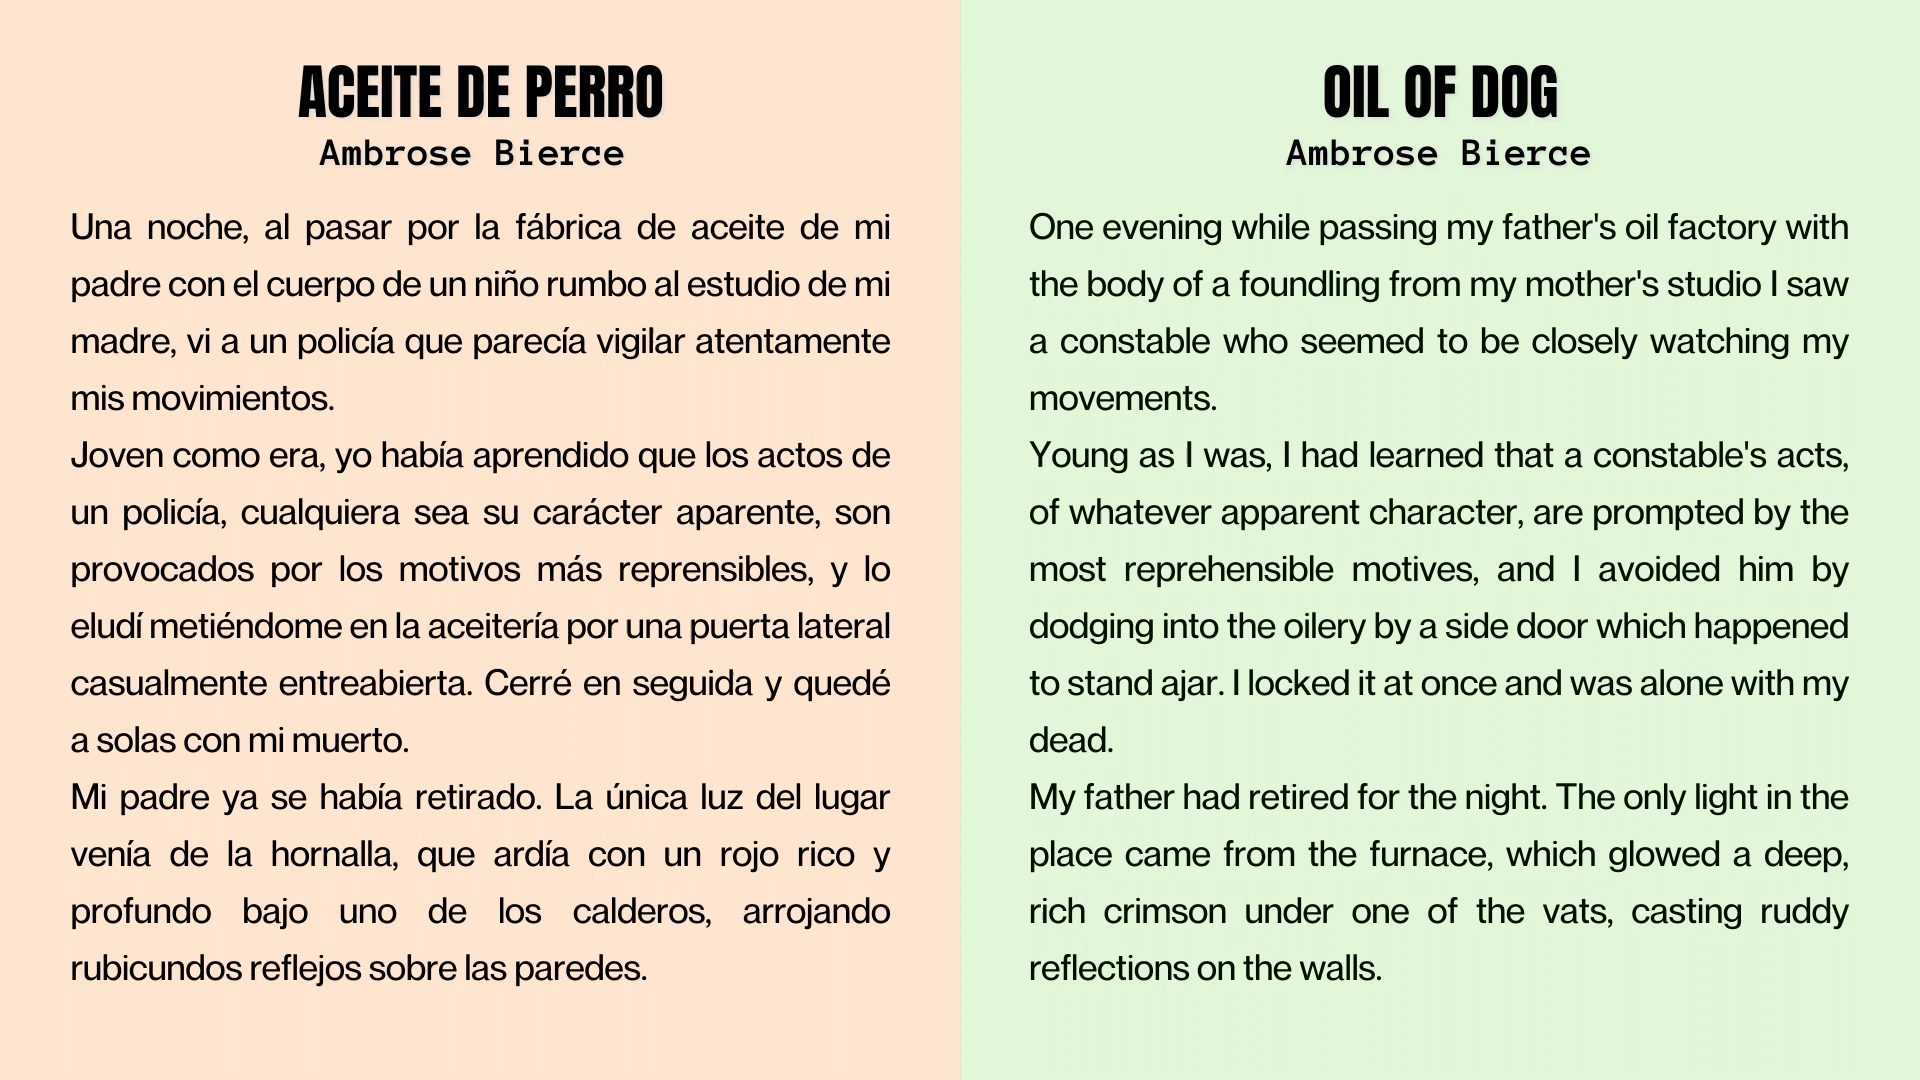 ACEITE DE PERRO
Ambrose Bierce
Una noche, al pasar por la fábrica de aceite de mi
padre con el cuerpo de un niño rumbo al estudio de mi
madre, vi a un policía que parecía vigilar atentamente
mis movimientos.
Joven como era, yo había aprendido que los actos de
un policía, cualquiera sea su carácter aparente, son
provocados por los motivos más reprensibles, y lo
eludí metiéndome en la aceitería por una puerta lateral
casualmente entreabierta. Cerré en seguida y quedé
a solas con mi muerto.
Mi padre ya se había retirado. La única luz del lugar
venía de la hornalla, que ardía con un rojo rico y
profundo bajo uno de los calderos, arrojando
rubicundos reflejos sobre las paredes.
OIL OF DOG
Ambrose Bierce
One evening while passing my father's oil factory with
the body of a foundling from my mother's studio I saw
a constable who seemed to be closely watching my
movements.
Young as I was, I had learned that a constable's acts,
of whatever apparent character, are prompted by the
most reprehensible motives, and I avoided him by
dodging into the oilery by a side door which happened
to stand ajar. I locked it at once and was alone with my
dead.
My father had retired for the night. The only light in the
place came from the furnace, which glowed a deep,
rich crimson under one of the vats, casting ruddy
reflections on the walls.